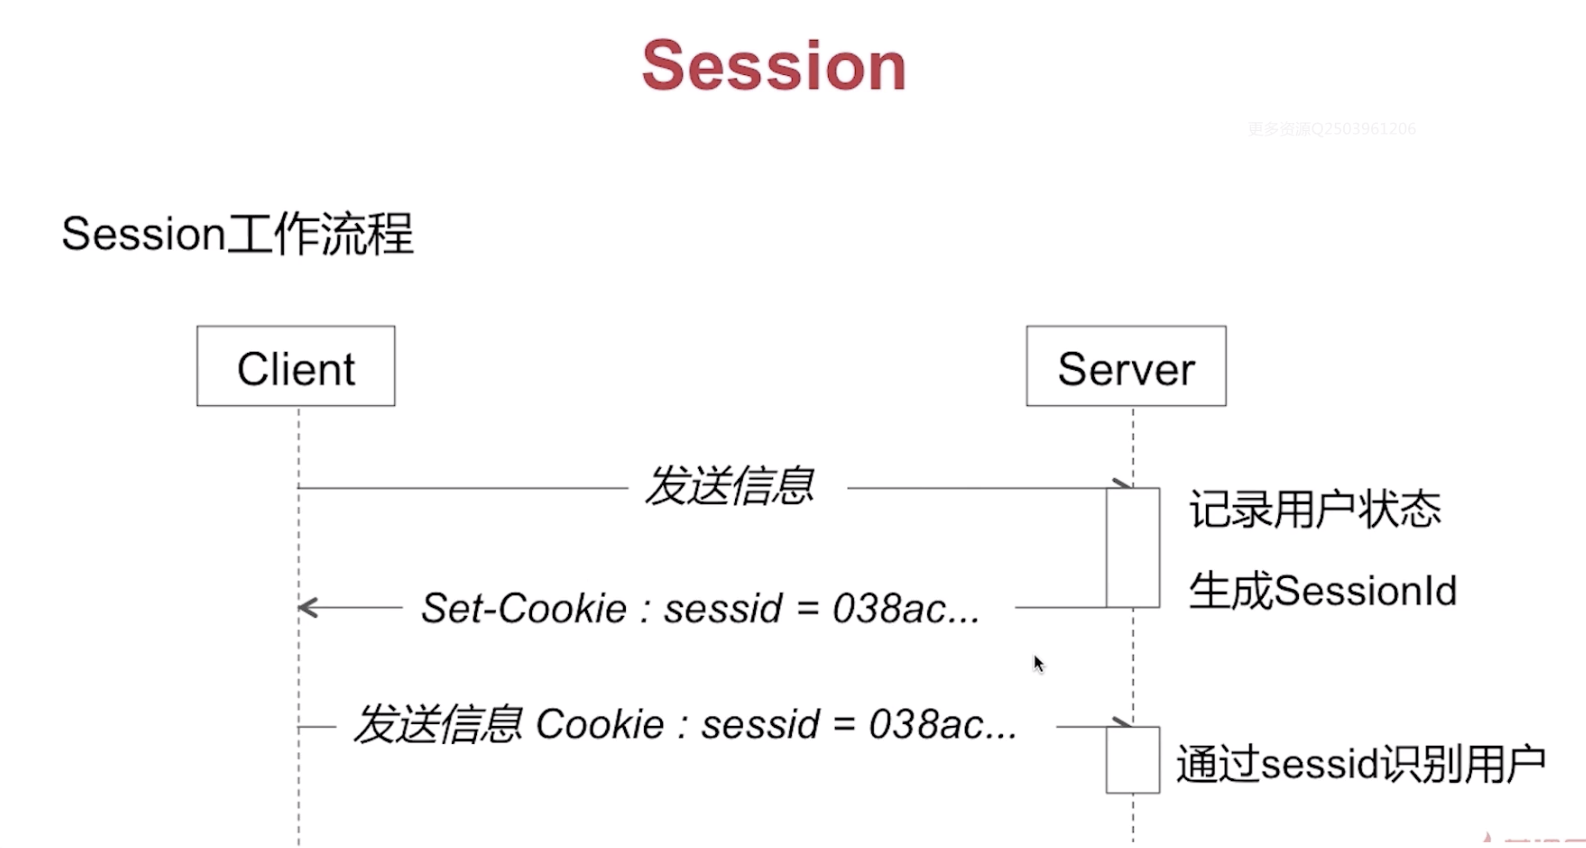 Session
更多资源Q2503961206
Session工作流程
Client
Server
发送信息
记录用户状态
生成SessionId
Set-Cookie : sessid = 038ac...
发送信息 Cookie : sessid = 038ac...
通过sessid识别用户